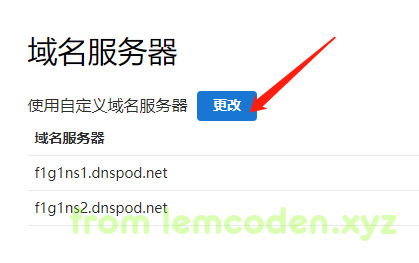 域名服务器
使用自定义域名服务器 更改
域名服务器
f1g1ns1.dnspod.net
f1g1ns2.dnspod.net
from lemcoden.xyz